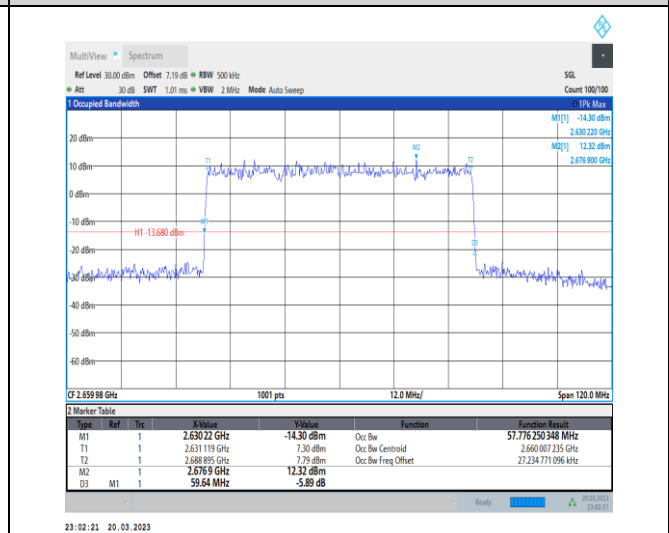 MultiView Spectrum
Ref Level 30.00 dBm Offset 7.19 dB RBW 500 kHz SGL
Att 30 dB SWT 1.01 ms VBW 2 MHz Mode Auto Sweep Count 100/100
1 Occupied Bandwidth 1Pk Max
M1[1] -14.30 dBm
2.630 220 GHz
M2[1] 12.32 dBm
2.676 900 GHz
20 dBm
M2
T1 T2
10 dBm
0 dBm
-10 dBm
M1
H1 -13.680 dBm
D3
-20 dBm
-30 dBm
-40 dBm
-50 dBm
-60 dBm
CF 2.659 98 GHz 1001 pts 12.0 MHz/ Span 120.0 MHz
2 Marker Table
Type Ref Trc X-Value Y-Value Function Function Result
M1 1 2.630 22 GHz -14.30 dBm Occ Bw 57.776 250 348 MHz
T1 1 2.631 119 GHz 7.30 dBm Occ Bw Centroid 2.660 007 235 GHz
T2 1 2.688 895 GHz 7.79 dBm Occ Bw Freq Offset 27.234 771 096 kHz
M2 1 2.676 9 GHz 12.32 dBm
D3 M1 1 59.64 MHz -5.89 dB
Ready 20.03.2023
23:02:21
23:02:21 20.03.2023